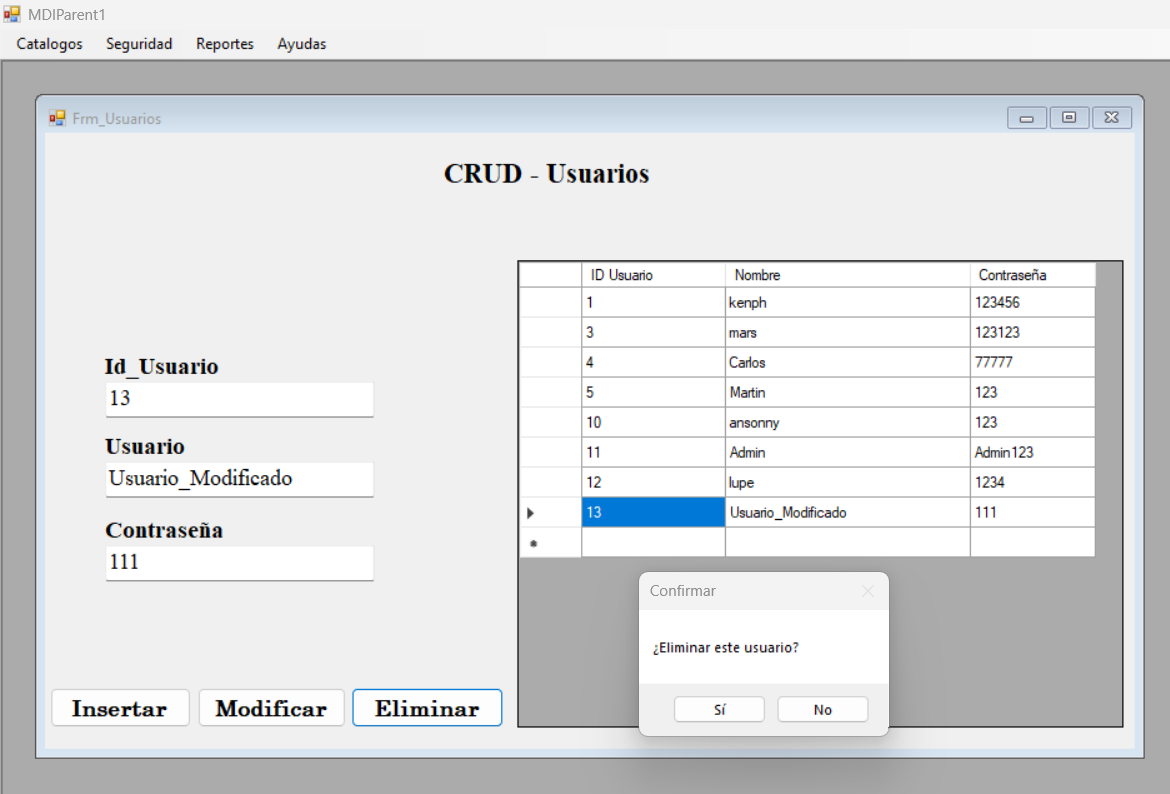 MDIParent1
Catalogos Seguridad Reportes Ayudas
Frm_Usuarios
CRUD - Usuarios
ID Usuario Nombre Contraseña
1 kenph 123456
3 mars 123123
4 Carlos 77777
5 Martin 123
10 ansonny 123
11 Admin Admin123
12 lupe 1234
13 Usuario_Modificado 111
Id_Usuario
13
Usuario
Usuario_Modificado
Contraseña
111
Insertar Modificar Eliminar
Confirmar
¿Eliminar este usuario?
Sí No